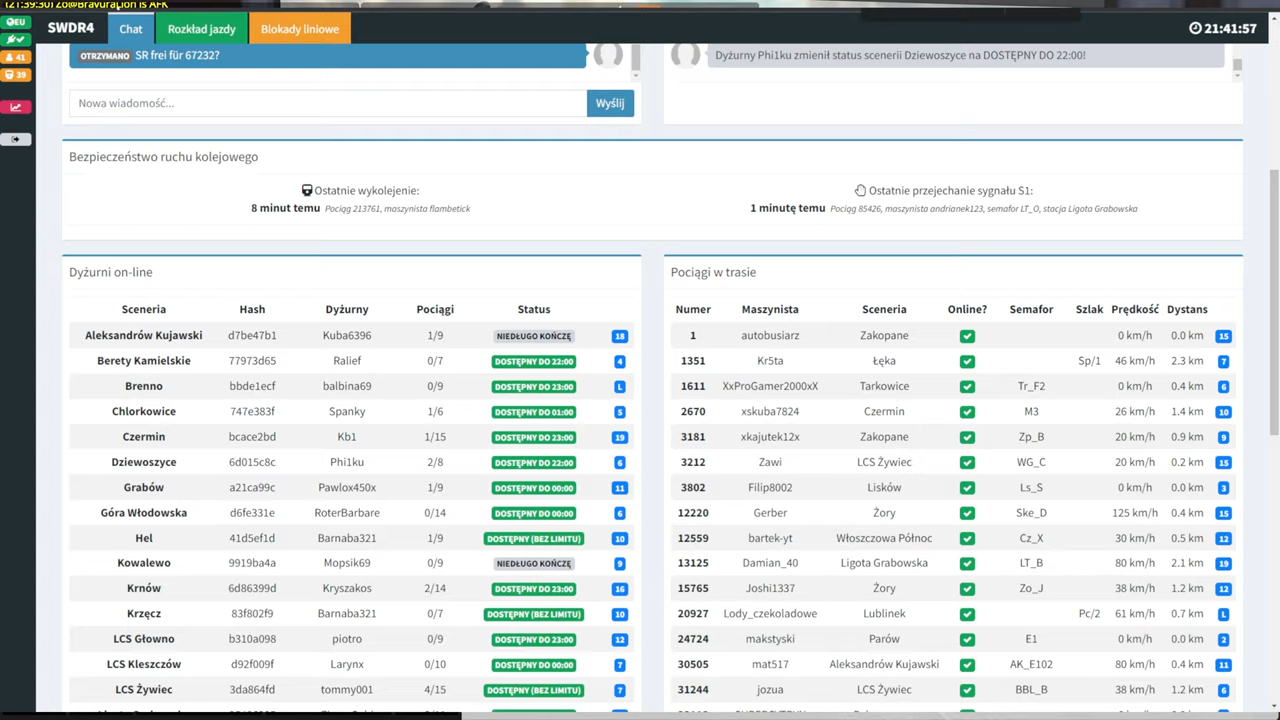 (21:39:30) Zo@Bravuration is AFK
EU
41
39
SWDR4
Chat
Rozkład jazdy
Blokady liniowe
21:41:57
OTRZYMANO SR frei für 67232?
Dyżurny Phi1ku zmienił status scenerii Dziewoszyce na DOSTĘPNY DO 22:00!
Nowa wiadomość...
Wyślij
Bezpieczeństwo ruchu kolejowego
Ostatnie wykolejenie:
8 minut temu Pociąg 213761, maszynista flambetick
Ostatnie przejechanie sygnału S1:
1 minutę temu Pociąg 85426, maszynista andrianek123, semafor LT_O, stacja Ligota Grabowska
Dyżurni on-line
Sceneria Hash Dyżurny Pociągi Status
Aleksandrów Kujawski d7be47b1 Kuba6396 1/9 NIEDŁUGO KOŃCZĘ 18
Berety Kamielskie 77973d65 Ralief 0/7 DOSTĘPNY DO 22:00 4
Brenno bbde1ecf balbina69 0/9 DOSTĘPNY DO 23:00 L
Chlorkowice 747e383f Spanky 1/6 DOSTĘPNY DO 01:00 5
Czermin bcace2bd Kb1 1/15 DOSTĘPNY DO 23:00 19
Dziewoszyce 6d015c8c Phi1ku 2/8 DOSTĘPNY DO 22:00 6
Grabów a21ca99c Pawlox450x 1/9 DOSTĘPNY DO 00:00 11
Góra Włodowska d6fe331e RoterBarbare 0/14 DOSTĘPNY DO 00:00 6
Hel 41d5ef1d Barnaba321 1/9 DOSTĘPNY (BEZ LIMITU) 10
Kowalewo 9919ba4a Mopsik69 0/9 NIEDŁUGO KOŃCZĘ 9
Krnów 6d86399d Kryszakos 2/14 DOSTĘPNY DO 23:00 16
Krzęcz 83f802f9 Barnaba321 0/7 DOSTĘPNY (BEZ LIMITU) 10
LCS Głowno b310a098 piotro 0/9 DOSTĘPNY DO 23:00 12
LCS Kleszczów d92f009f Larynx 0/10 DOSTĘPNY DO 00:00 7
LCS Żywiec 3da864fd tommy001 4/15 DOSTĘPNY (BEZ LIMITU) 7
Pociągi w trasie
Numer Maszynista Sceneria Online? Semafor Szlak Prędkość Dystans
1 autobusiarz Zakopane 0 km/h 0.0 km 15
1351 Kr5ta Łęka Sp/1 46 km/h 2.3 km 7
1611 XxProGamer2000xX Tarkowice Tr_F2 0 km/h 0.4 km 6
2670 xskuba7824 Czermin M3 26 km/h 1.4 km 10
3181 xkajutek12x Zakopane Zp_B 20 km/h 0.9 km 9
3212 Zawi LCS Żywiec WG_C 20 km/h 0.2 km 15
3802 Filip8002 Lisków Ls_S 0 km/h 0.0 km 3
12220 Gerber Żory Ske_D 125 km/h 0.4 km 15
12559 bartek-yt Włoszczowa Północ Cz_X 30 km/h 0.5 km 12
13125 Damian_40 Ligota Grabowska LT_B 80 km/h 2.1 km 19
15765 Joshi1337 Żory Zo_J 38 km/h 1.2 km 12
20927 Lody_czekoladowe Lublinek Pc/2 61 km/h 0.7 km L
24724 makstyski Parów E1 0 km/h 0.0 km 2
30505 mat517 Aleksandrów Kujawski AK_E102 80 km/h 0.4 km 11
31244 jozua LCS Żywiec BBL_B 38 km/h 1.2 km 6